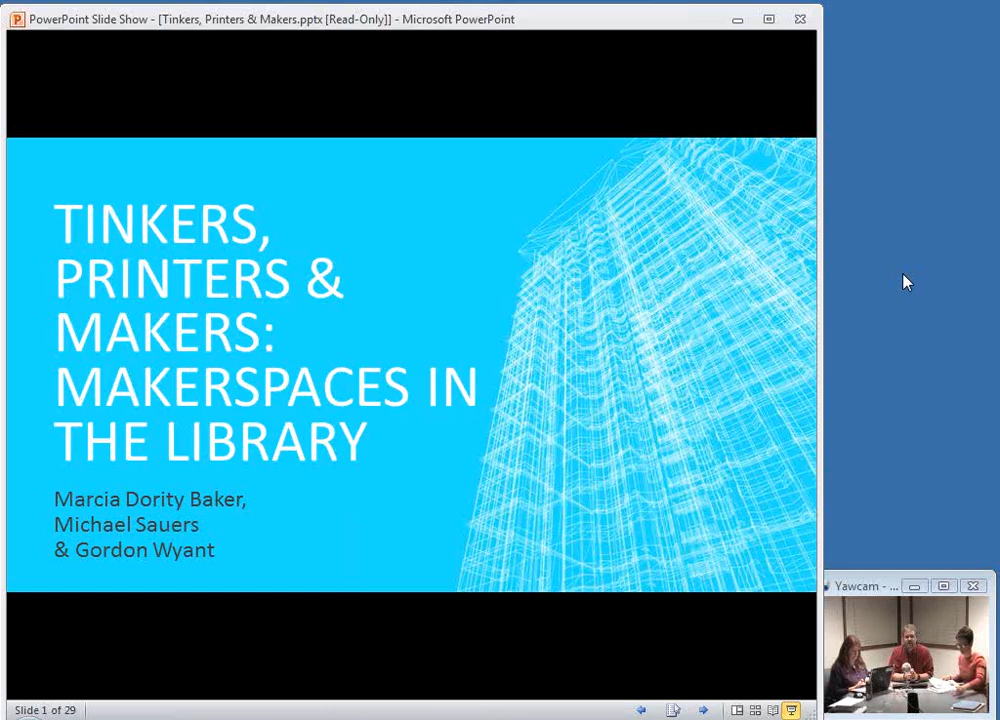 PowerPoint Slide Show - [Tinkers, Printers & Makers.pptx [Read-Only]] - Microsoft PowerPoint
TINKERS,
PRINTERS &
MAKERS:
MAKERSPACES IN
THE LIBRARY
Marcia Dority Baker,
Michael Sauers
& Gordon Wyant
Yawcam - ...
Slide 1 of 29